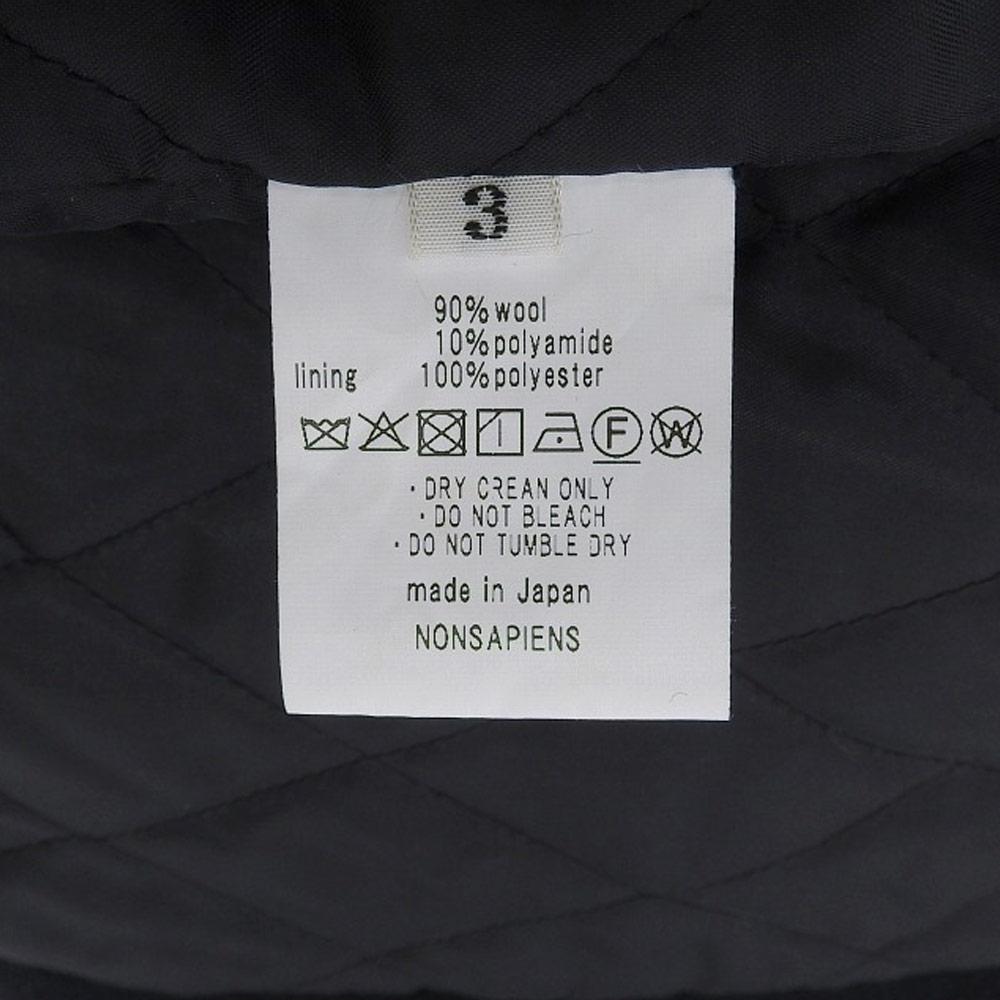 3
90%wool
10%polyamide
lining 100%polyester
F W
・DRY CREAN ONLY
・DO NOT BLEACH
・DO NOT TUMBLE DRY
made in Japan
NONSAPIENS